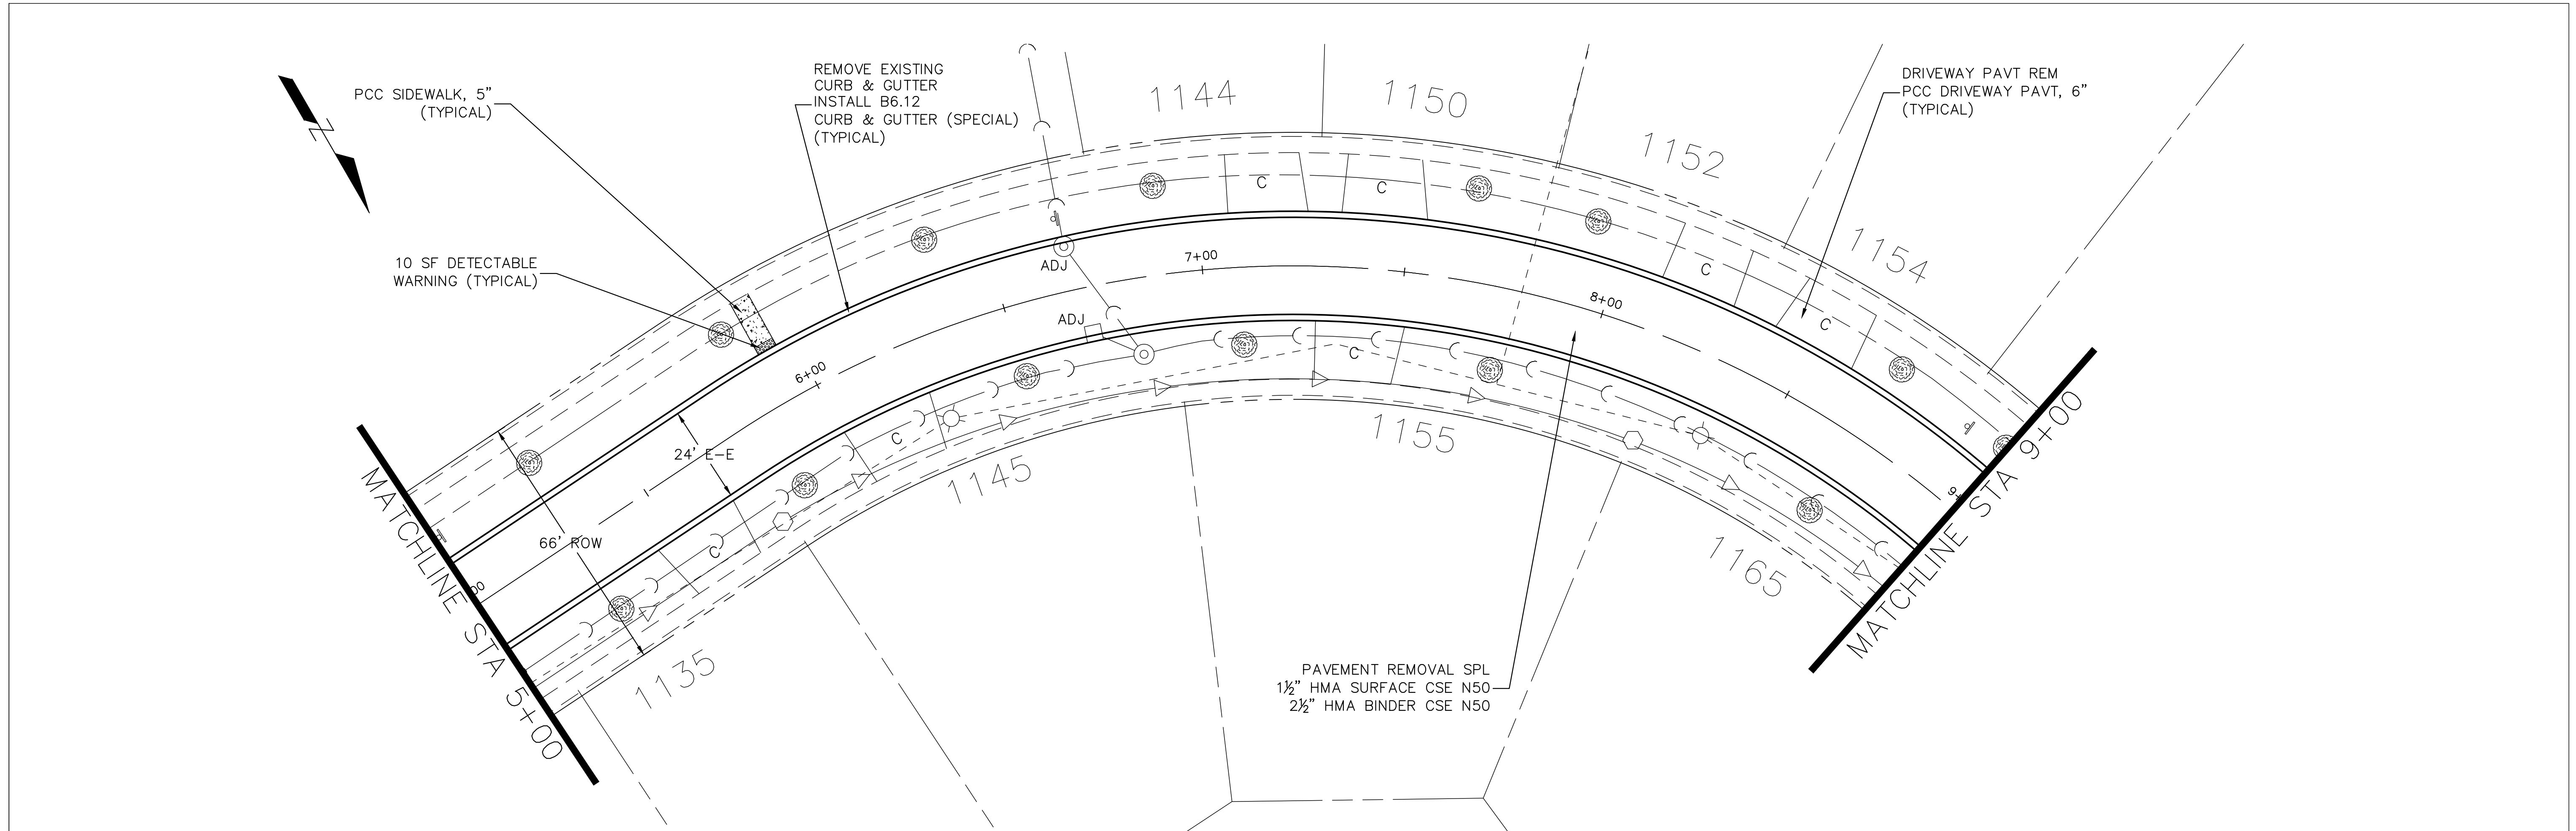 REMOVE EXISTING
CURB & GUTTER
INSTALL B6.12
CURB & GUTTER (SPECIAL)
(TYPICAL)
PCC SIDEWALK, 5"
(TYPICAL)
N
DRIVEWAY PAVT REM
PCC DRIVEWAY PAVT, 6"
(TYPICAL)
1144
1150
1152
1154
C
C
C
C
10 SF DETECTABLE
WARNING (TYPICAL)
ADJ
7+00
8+00
ADJ
6+00
C
C
C
24' E-E
66' ROW
1135
1145
1155
1165
MATCHLINE STA 5+00
00
MATCHLINE STA 9+00
9+
PAVEMENT REMOVAL SPL
1½" HMA SURFACE CSE N50
2½" HMA BINDER CSE N50